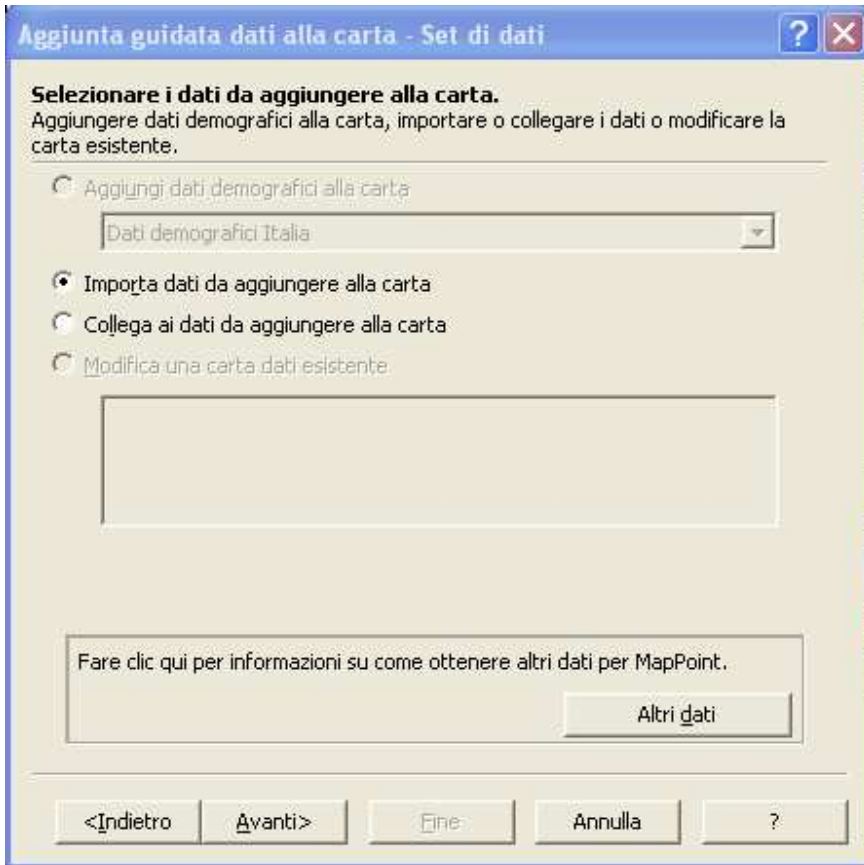 Aggiunta guidata dati alla carta - Set di dati
?
Selezionare i dati da aggiungere alla carta.
Aggiungere dati demografici alla carta, importare o collegare i dati o modificare la
carta esistente.
Aggiungi dati demografici alla carta
Dati demografici Italia
Importa dati da aggiungere alla carta
Collega ai dati da aggiungere alla carta
Modifica una carta dati esistente
Fare clic qui per informazioni su come ottenere altri dati per MapPoint.
Altri dati
<Indietro Avanti> Fine Annulla ?